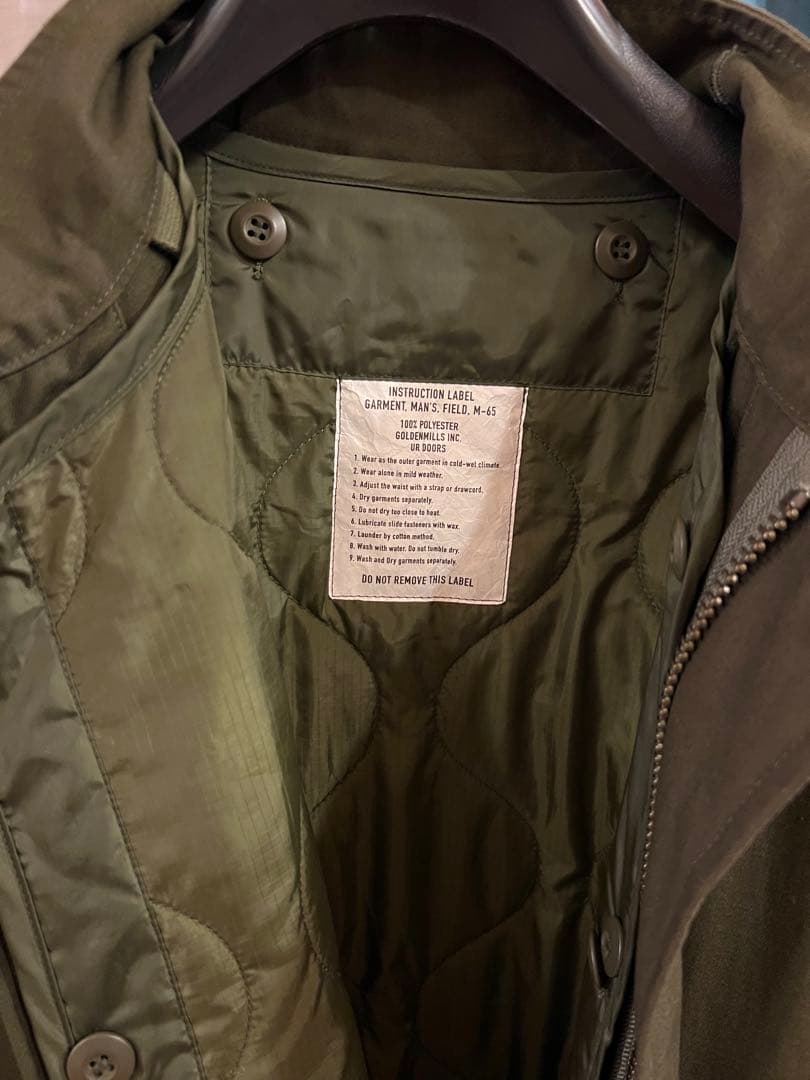 INSTRUCTION LABEL
GARMENT, MAN'S, FIELD, M-65
100% POLYESTER
GOLDENMILLS INC.
UR DOORS
1. Wear as the outer garment in cold-wet climate.
2. Wear alone in mild weather.
3. Adjust the waist with a strap or drawcord.
4. Dry garments separately.
5. Do not dry too close to heat.
6. Lubricate slide fasteners with wax.
7. Launder by cotton method.
8. Wash with water. Do not tumble dry.
9. Wash and Dry garments separately.
DO NOT REMOVE THIS LABEL